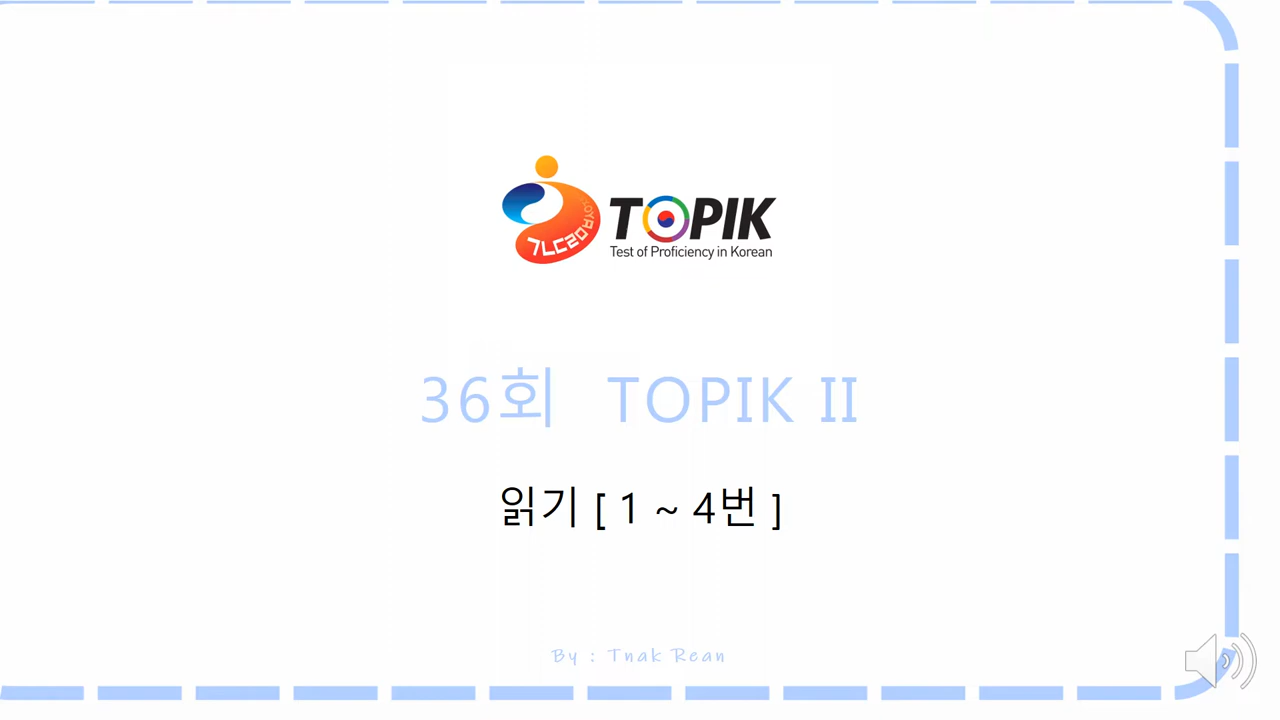 TOPIK
Test of Proficiency in Korean
36회 TOPIK II
읽기 [ 1 ~ 4번 ]
By : Tnak Rean